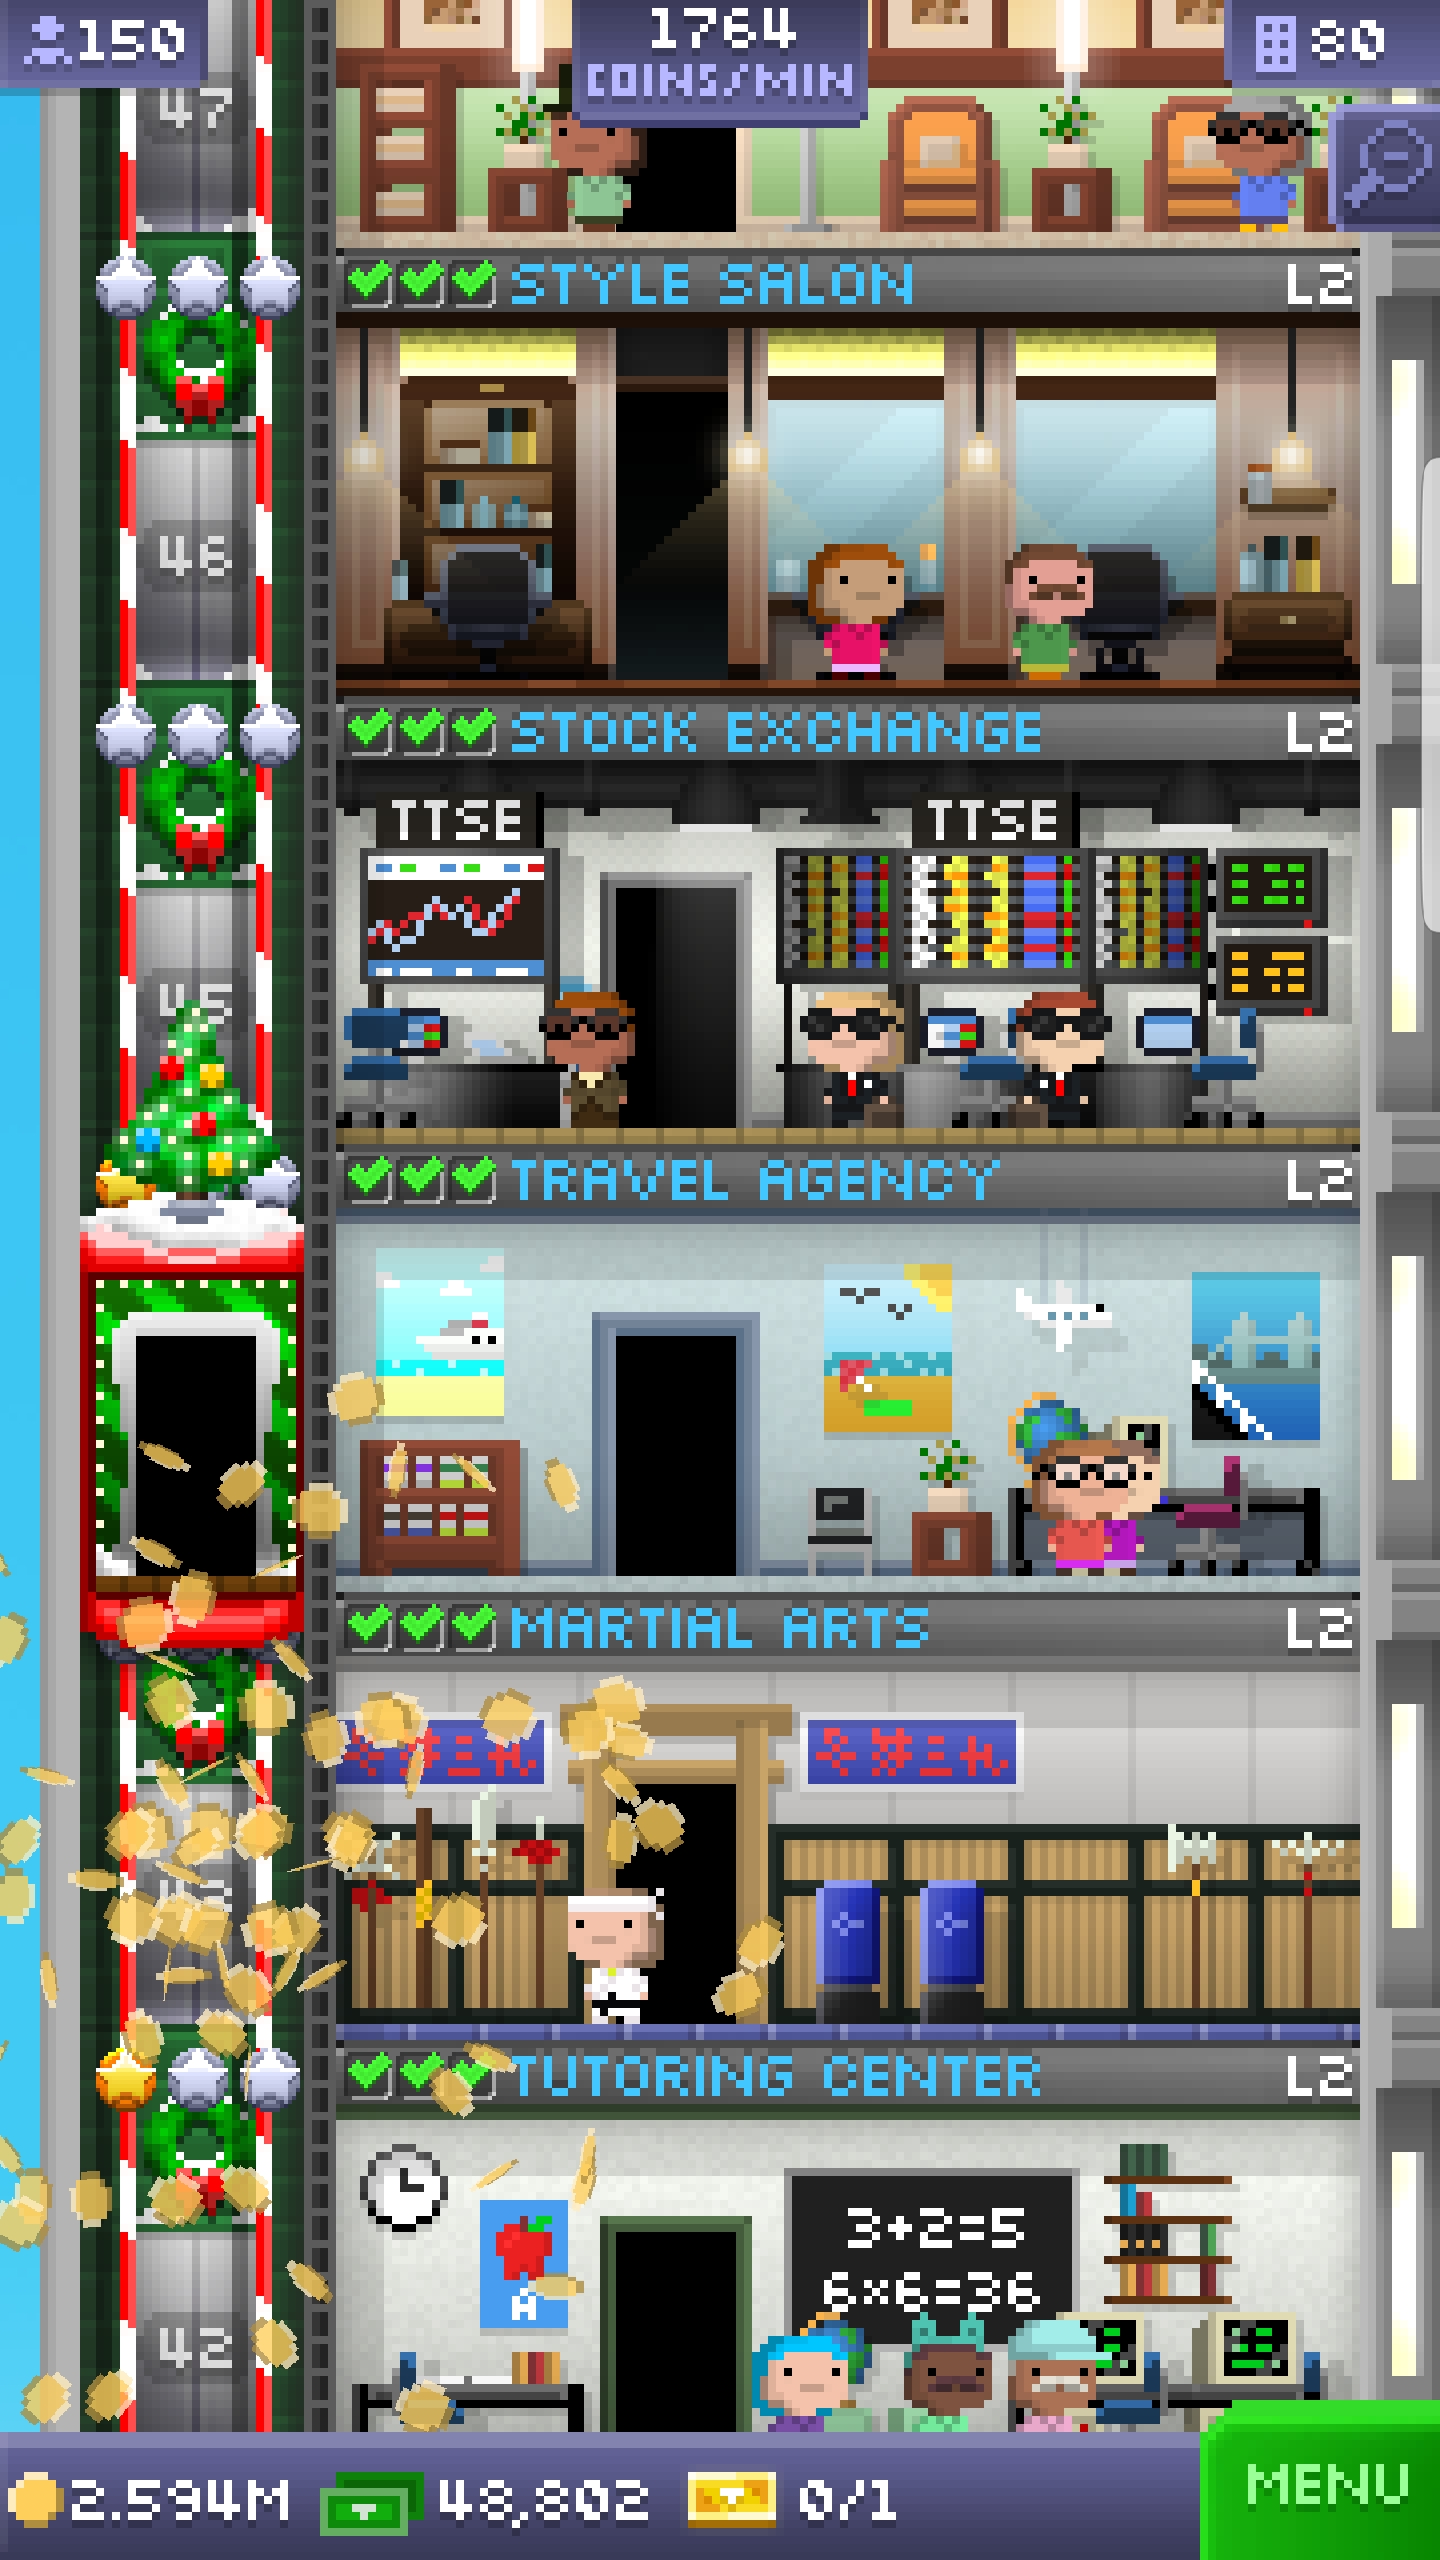 150
1764
COINS/MIN
80
47
STYLE SALON L2
46
STOCK EXCHANGE L2
TTSE TTSE
45
TRAVEL AGENCY L2
MARTIAL ARTS L2
TUTORING CENTER L2
3+2=5
6×6=36
A
42
2.594M 48,802 0/1
MENU